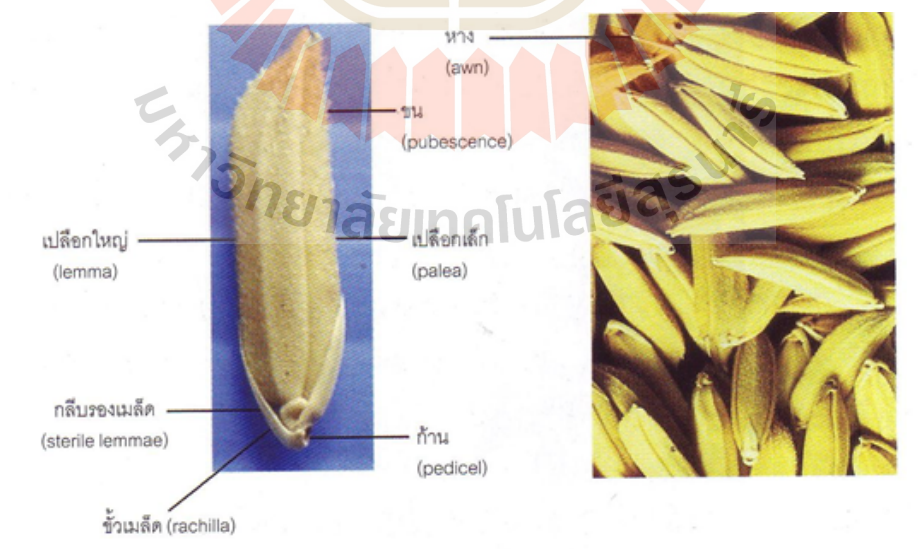 หาง
(awn)
ขน
(pubescence)
เปลือกใหญ่
(lemma)
เปลือกเล็ก
(palea)
กลีบรองเมล็ด
(sterile lemmae)
ก้าน
(pedicel)
ขั้วเมล็ด (rachilla)
มหาวิทยาลัยเทคโนโลยีสุรนารี